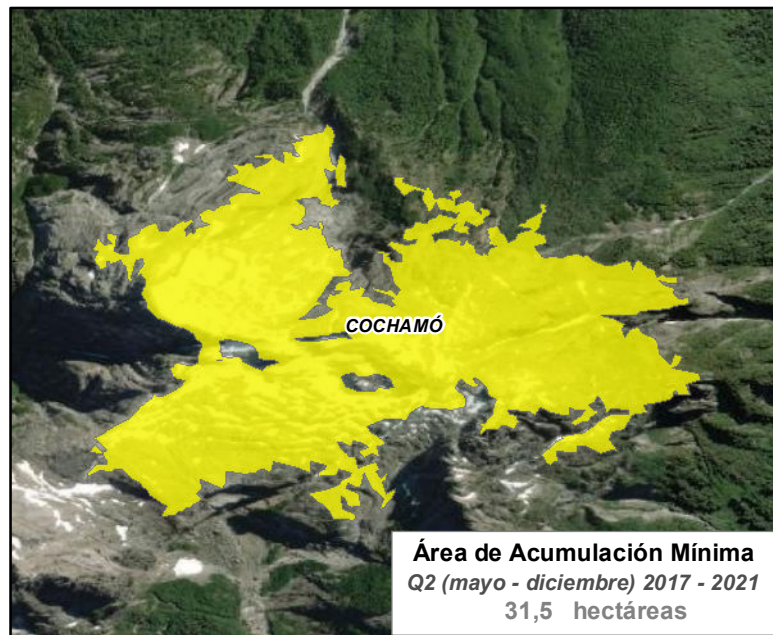 COCHAMÓ
Área de Acumulación Mínima
Q2 (mayo - diciembre) 2017 - 2021
31,5 hectáreas